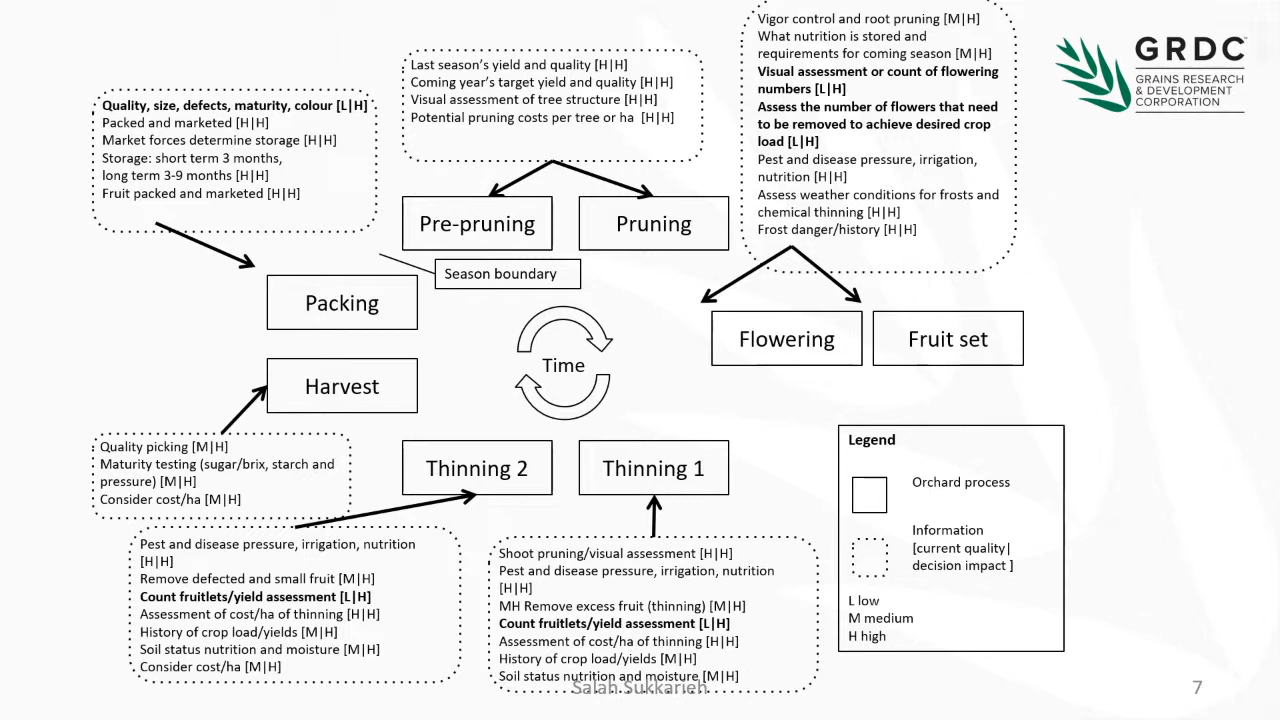 Vigor control and root pruning [M|H]
What nutrition is stored and
requirements for coming season [M|H]
Visual assessment or count of flowering
numbers [L|H]
Assess the number of flowers that need
to be removed to achieve desired crop
load [L|H]
Pest and disease pressure, irrigation,
nutrition [H|H]
Assess weather conditions for frosts and
chemical thinning [H|H]
Frost danger/history [H|H]
GRDC
GRAINS RESEARCH
& DEVELOPMENT
CORPORATION
Last season's yield and quality [H|H]
Coming year's target yield and quality [H|H]
Visual assessment of tree structure [H|H]
Potential pruning costs per tree or ha [H|H]
Quality, size, defects, maturity, colour [L|H]
Packed and marketed [H|H]
Market forces determine storage [H|H]
Storage: short term 3 months,
long term 3-9 months [H|H]
Fruit packed and marketed [H|H]
Pre-pruning
Pruning
Season boundary
Packing
Flowering
Fruit set
Time
Harvest
Quality picking [M|H]
Maturity testing (sugar/brix, starch and
pressure) [M|H]
Consider cost/ha [M|H]
Thinning 2
Thinning 1
Legend
Orchard process
Information
[current quality|
decision impact ]
L low
M medium
H high
Pest and disease pressure, irrigation, nutrition
[H|H]
Remove defected and small fruit [M|H]
Count fruitlets/yield assessment [L|H]
Assessment of cost/ha of thinning [H|H]
History of crop load/yields [M|H]
Soil status nutrition and moisture [M|H]
Consider cost/ha [M|H]
Shoot pruning/visual assessment [H|H]
Pest and disease pressure, irrigation, nutrition
[H|H]
MH Remove excess fruit (thinning) [M|H]
Count fruitlets/yield assessment [L|H]
Assessment of cost/ha of thinning [H|H]
History of crop load/yields [M|H]
Soil status nutrition and moisture [M|H]
Salah Sukkarieh
7